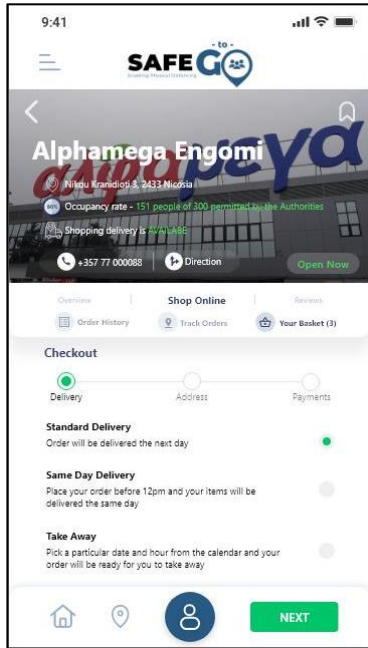 9:41
- to -
SAFE GO
Enabling Physical Distancing
Alphamega Engomi
Nikou Kranidioti 3, 2433 Nicosia
50% Occupancy rate - 151 people of 300 permitted by the Authorities
Shopping delivery is AVAILABE
+357 77 000088 Direction Open Now
Overview Shop Online Reviews
Order History Track Orders Your Basket (3)
Checkout
Delivery Address Payments
Standard Delivery
Order will be delivered the next day
Same Day Delivery
Place your order before 12pm and your items will be
delivered the same day
Take Away
Pick a particular date and hour from the calendar and your
order will be ready for you to take away
NEXT